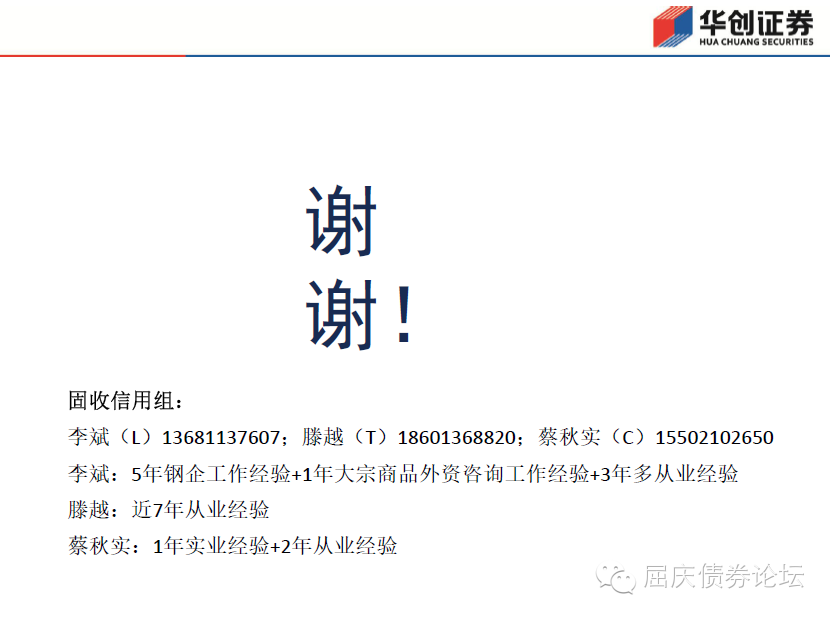 华创证券
HUA CHUANG SECURITIES
谢
谢！
固收信用组：
李斌（L）13681137607；滕越（T）18601368820；蔡秋实（C）15502102650
李斌：5年钢企工作经验+1年大宗商品外资咨询工作经验+3年多从业经验
滕越：近7年从业经验
蔡秋实：1年实业经验+2年从业经验
屈庆债券论坛